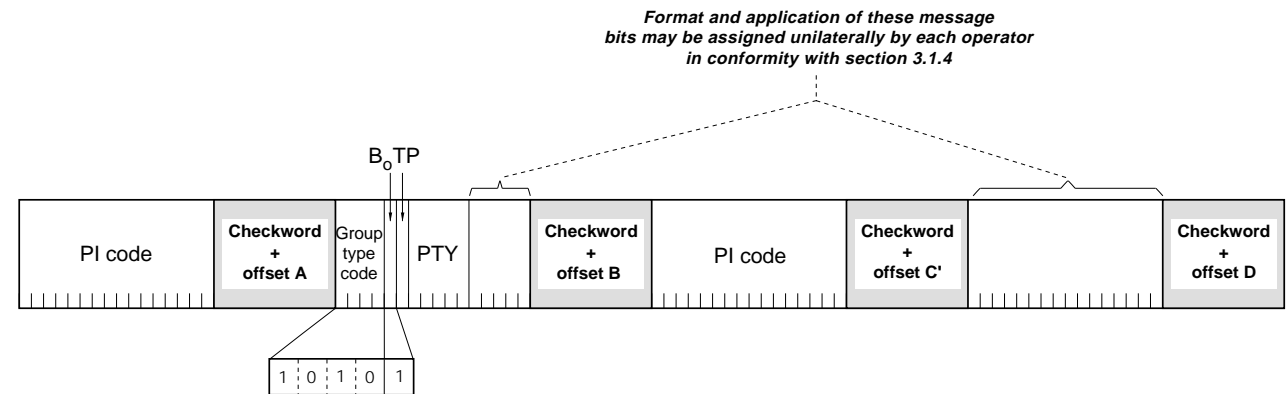 Format and application of these message
bits may be assigned unilaterally by each operator
in conformity with section 3.1.4
BoTP
PI code
Checkword
+
offset A
Group
type
code
PTY
Checkword
+
offset B
PI code
Checkword
+
offset C'
Checkword
+
offset D
1 0 1 0 1